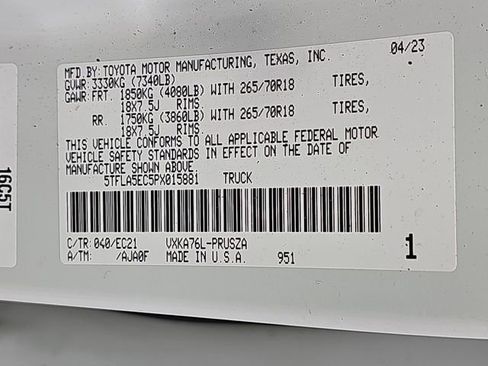 MFD.BY:TOYOTA MOTOR MANUFACTURING, TEXAS, INC. 04/23
GVWR:3330KG (7340LB)
GAWR:FRT. 1850KG (4080LB) WITH 265/70R18 TIRES,
18X7.5J RIMS.
RR. 1750KG (3860LB) WITH 265/70R18 TIRES,
18X7.5J RIMS.
THIS VEHICLE CONFORMS TO ALL APPLICABLE FEDERAL MOTOR
VEHICLE SAFETY STANDARDS IN EFFECT ON THE DATE OF
MANUFACTURE SHOWN ABOVE.
5TFLA5EC5PX015881 TRUCK
C/TR:040/EC21 VXKA76L-PRUSZA
A/TM: /AJA0F MADE IN U.S.A. 951
1
16C5T